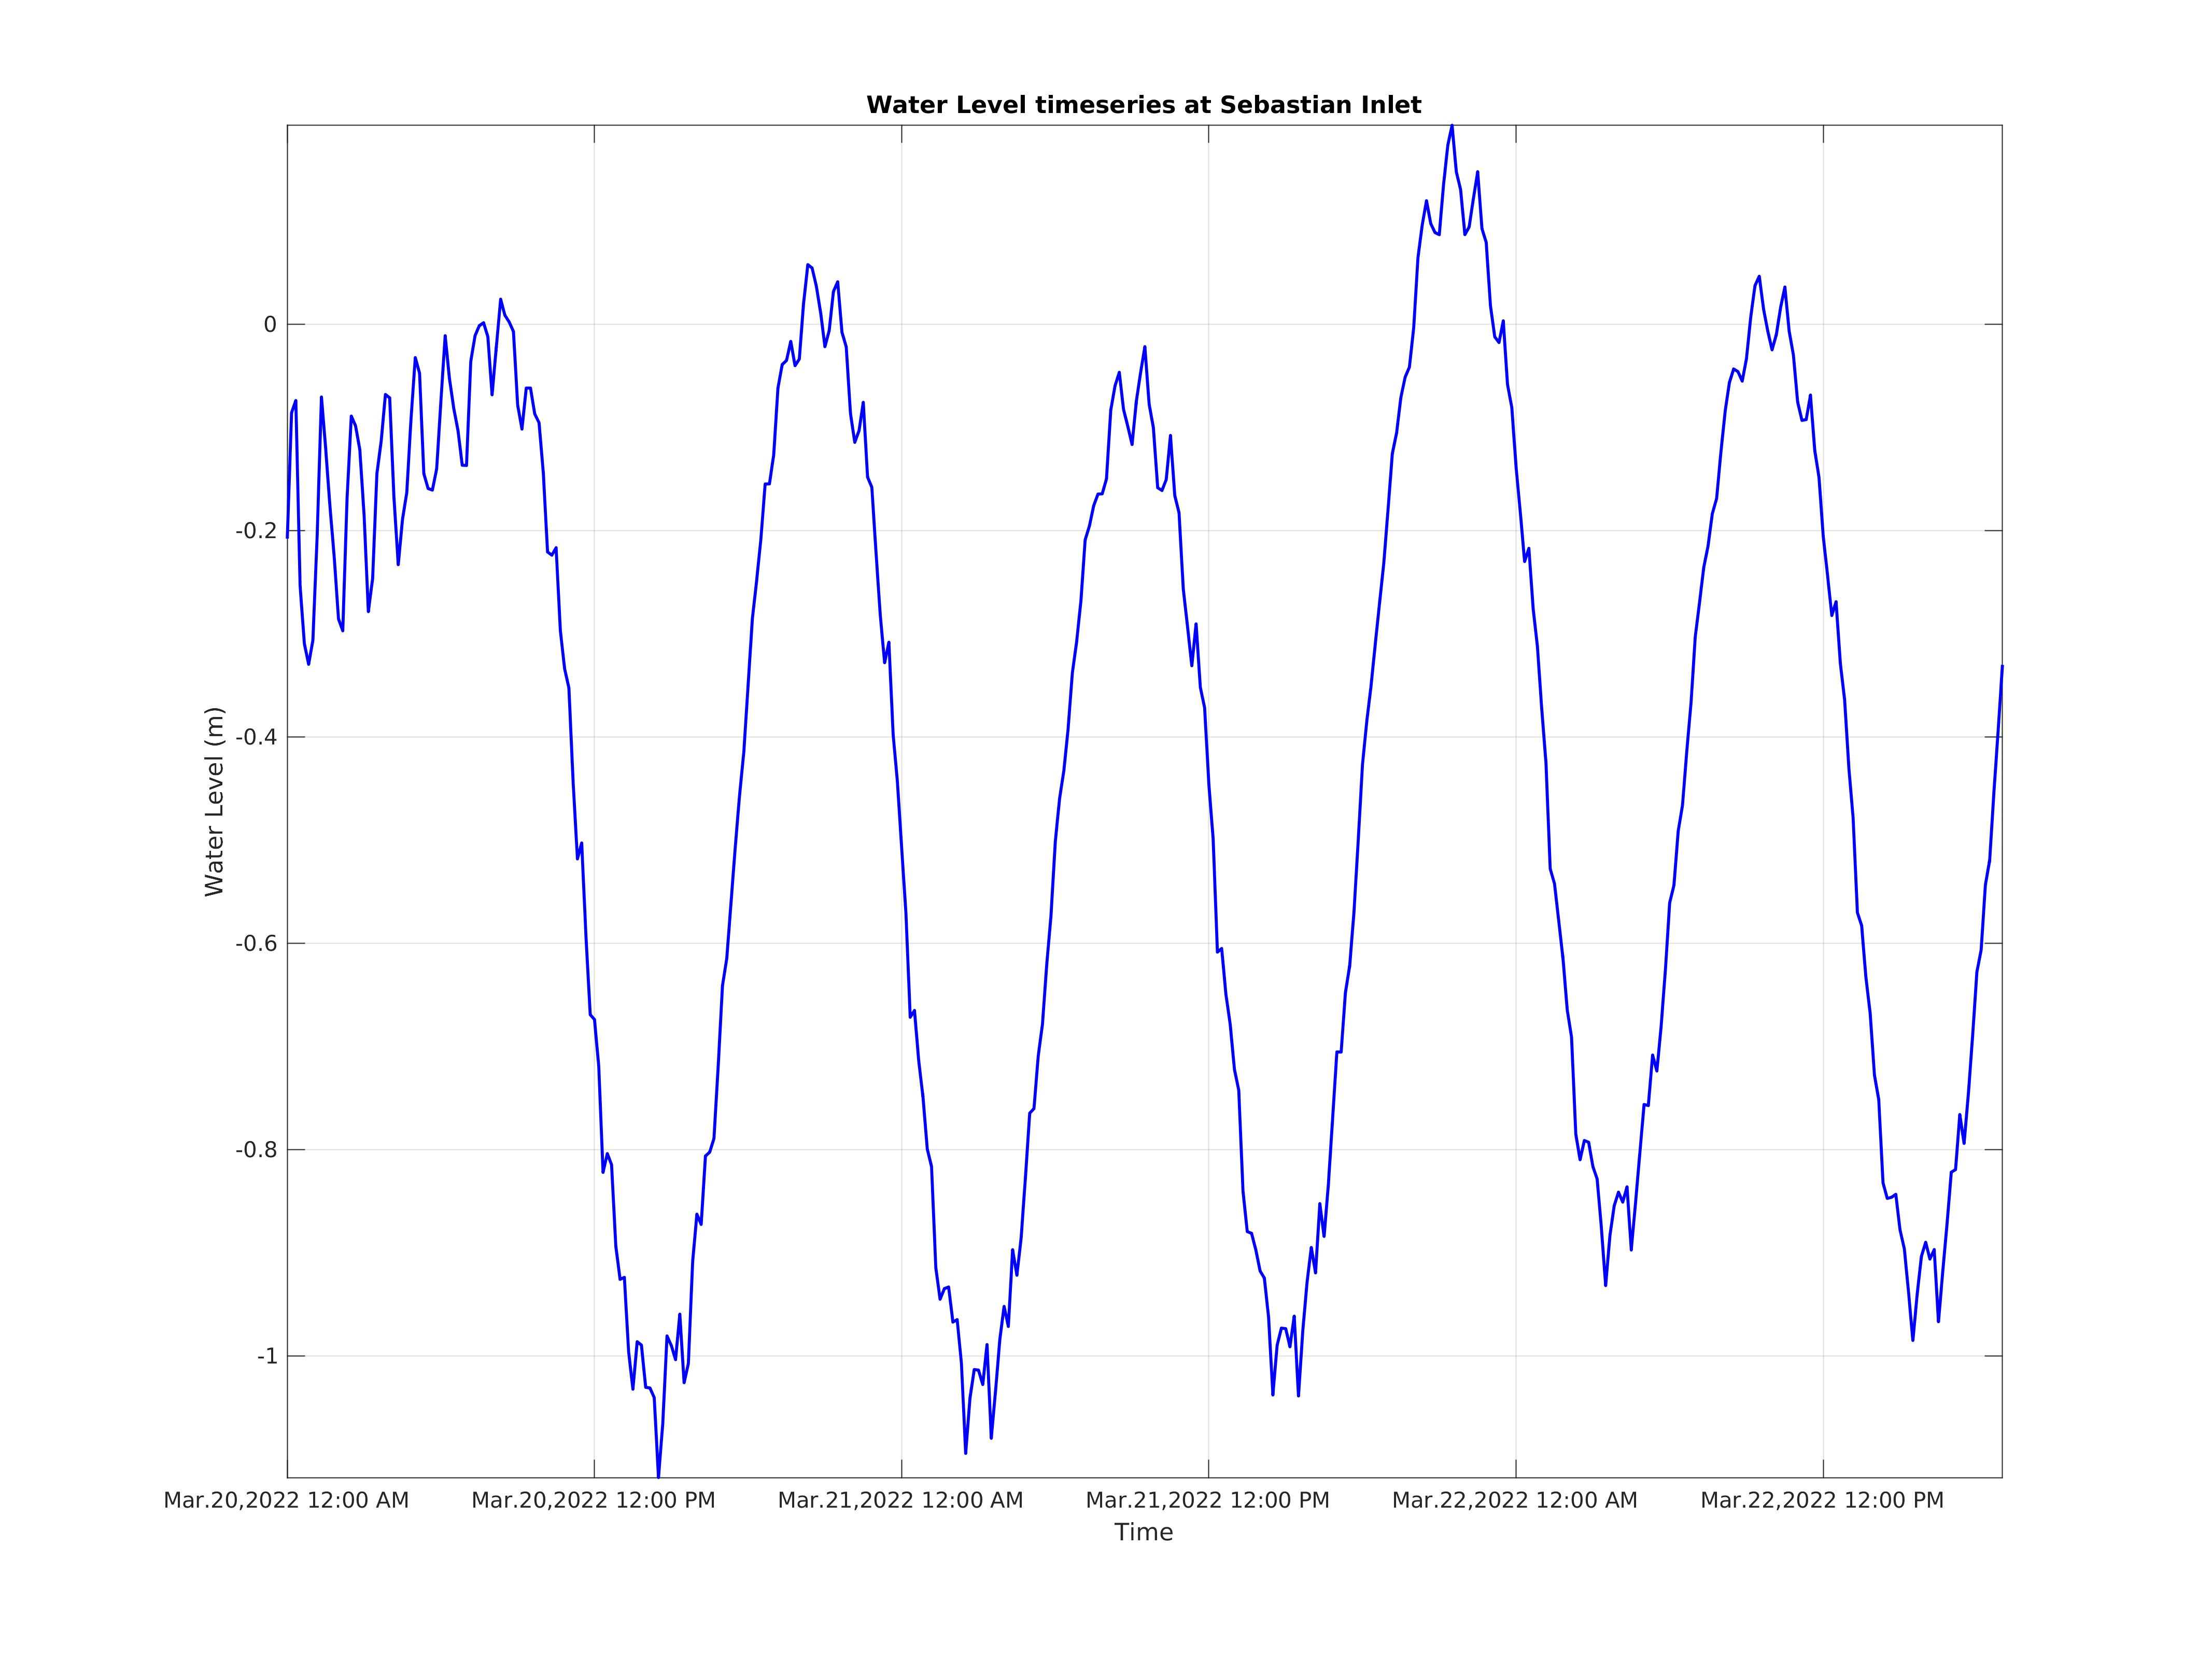 Water Level timeseries at Sebastian Inlet
Water Level (m)
0
-0.2
-0.4
-0.6
-0.8
-1
Mar.20,2022 12:00 AM
Mar.20,2022 12:00 PM
Mar.21,2022 12:00 AM
Mar.21,2022 12:00 PM
Mar.22,2022 12:00 AM
Mar.22,2022 12:00 PM
Time